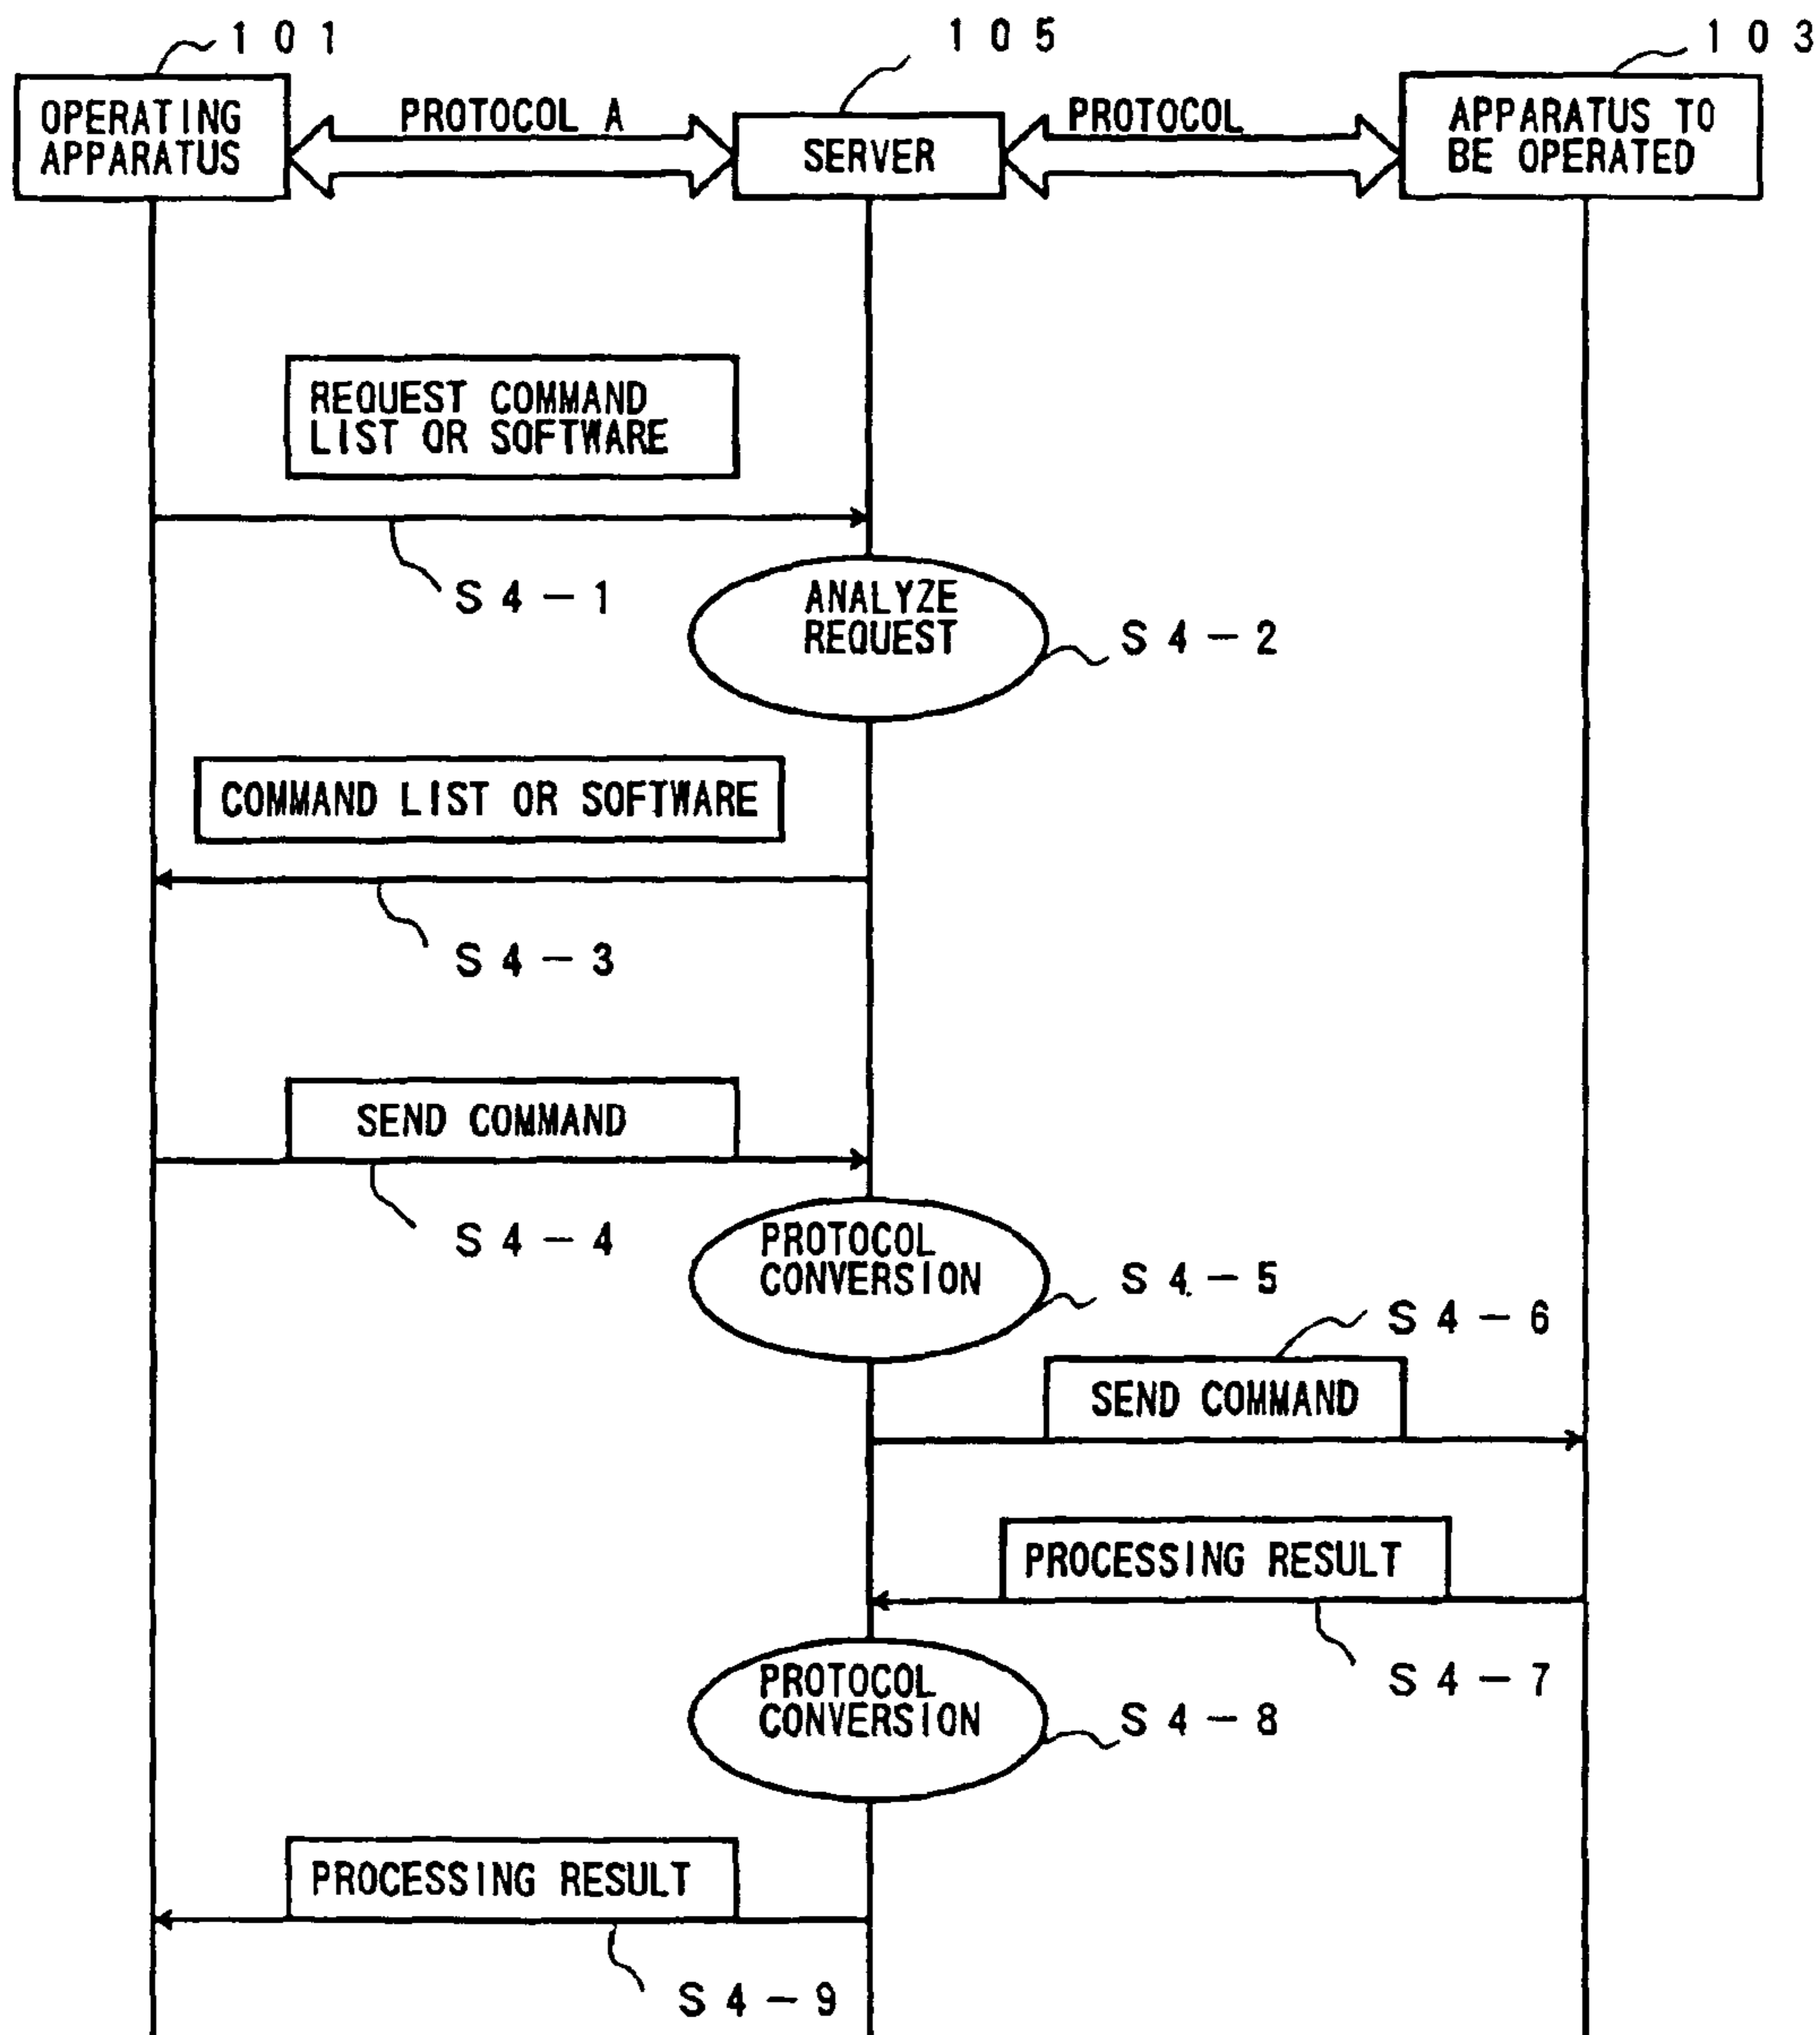 101
105
103
OPERATING
APPARATUS
PROTOCOL A
SERVER
PROTOCOL
APPARATUS TO
BE OPERATED
REQUEST COMMAND
LIST OR SOFTWARE
S4-1
ANALYZE
REQUEST
S4-2
COMMAND LIST OR SOFTWARE
S4-3
SEND COMMAND
S4-4
PROTOCOL
CONVERSION
S4-5
S4-6
SEND COMMAND
PROCESSING RESULT
S4-7
PROTOCOL
CONVERSION
S4-8
PROCESSING RESULT
S4-9